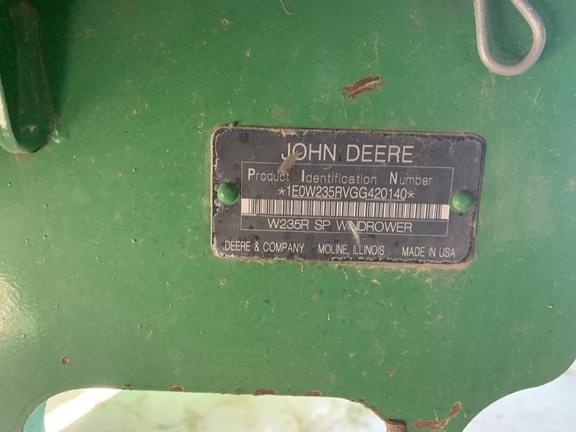 JOHN DEERE
Product Identification Number
*1E0W235RVGG420140*
W235R SP WINDROWER
DEERE & COMPANY MOLINE, ILLINOIS MADE IN USA